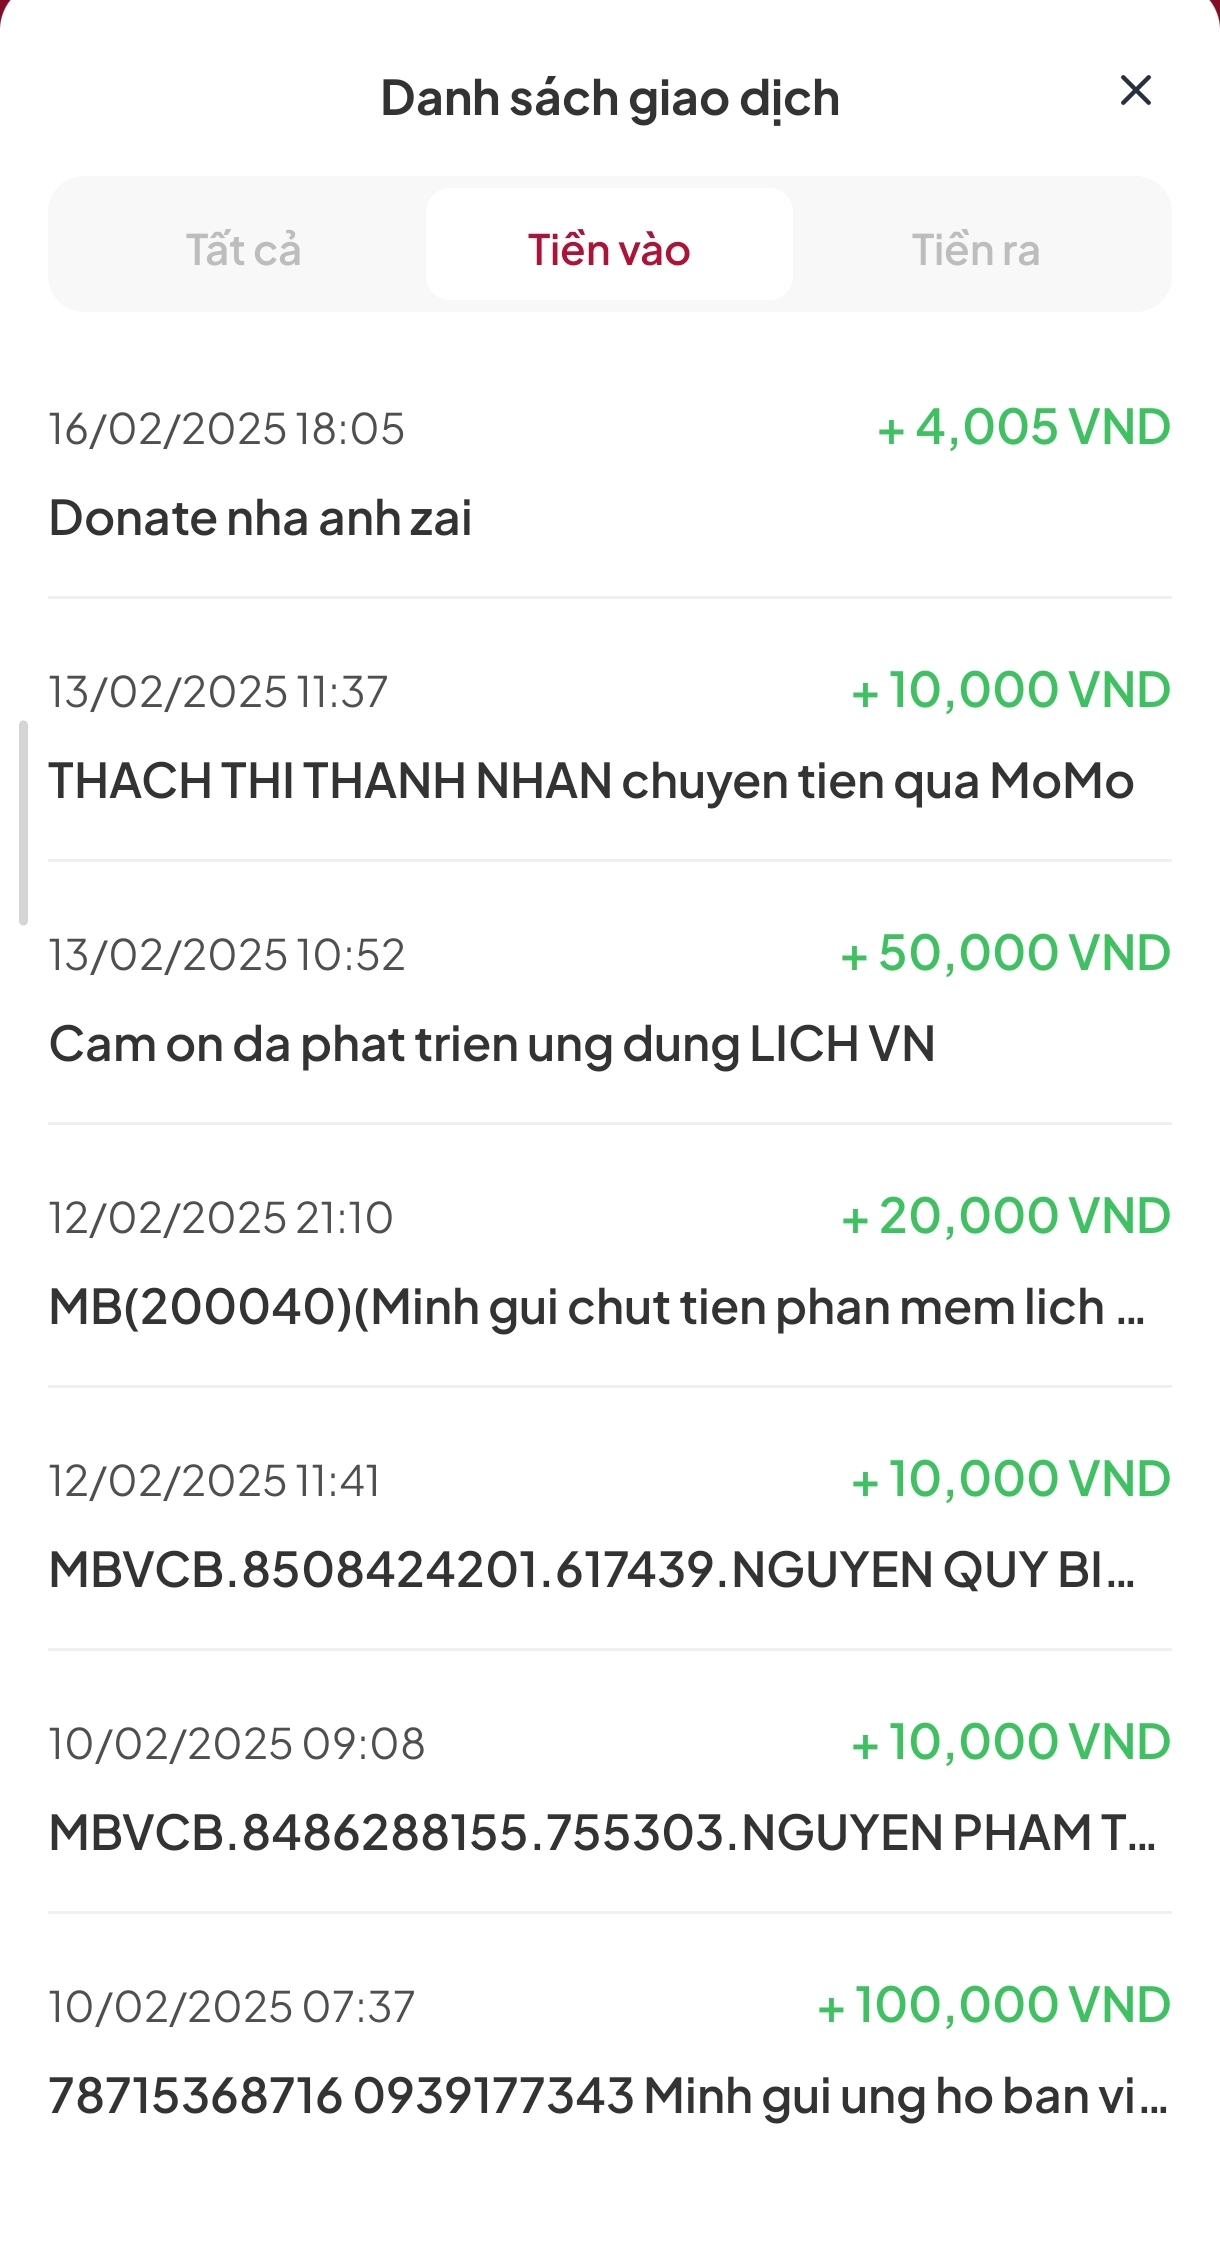 Danh sách giao dịch
Tất cả
Tiền vào
Tiền ra
16/02/2025 18:05
+ 4,005 VND
Donate nha anh zai
13/02/2025 11:37
+ 10,000 VND
THACH THI THANH NHAN chuyen tien qua MoMo
13/02/2025 10:52
+ 50,000 VND
Cam on da phat trien ung dung LICH VN
12/02/2025 21:10
+ 20,000 VND
MB(200040)(Minh gui chut tien phan mem lich ...
12/02/2025 11:41
+ 10,000 VND
MBVCB.8508424201.617439.NGUYEN QUY BI...
10/02/2025 09:08
+ 10,000 VND
MBVCB.8486288155.755303.NGUYEN PHAM T...
10/02/2025 07:37
+ 100,000 VND
78715368716 0939177343 Minh gui ung ho ban vi...